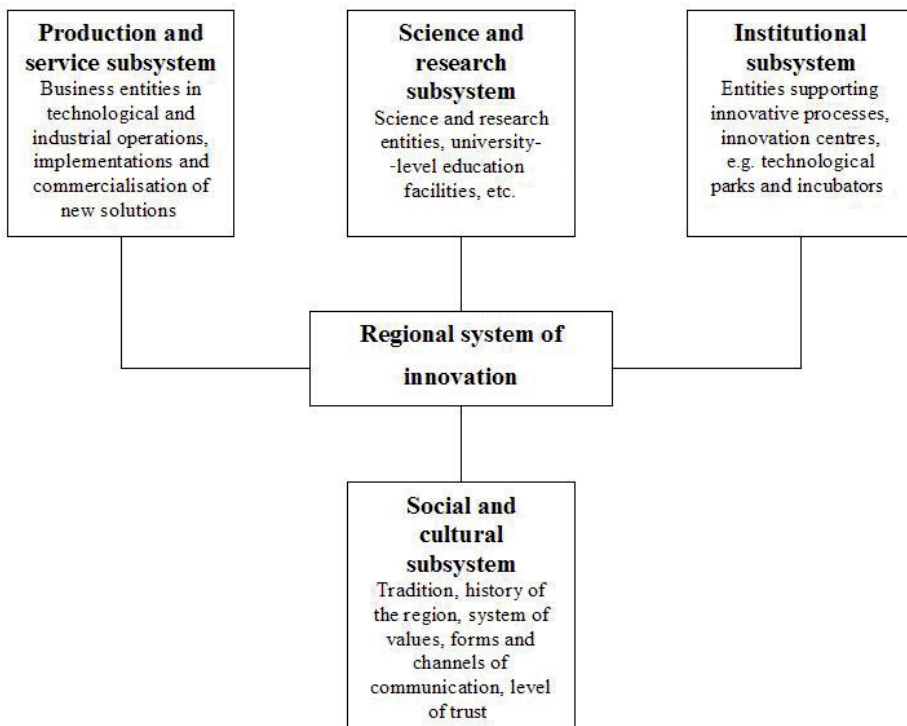 Production and
service subsystem
Business entities in
technological and
industrial operations,
implementations and
commercialisation of
new solutions
Science and
research
subsystem
Science and research
entities, university-
-level education
facilities, etc.
Institutional
subsystem
Entities supporting
innovative processes,
innovation centres,
e.g. technological
parks and incubators
Regional system of
innovation
Social and
cultural
subsystem
Tradition, history of
the region, system of
values, forms and
channels of
communication, level
of trust